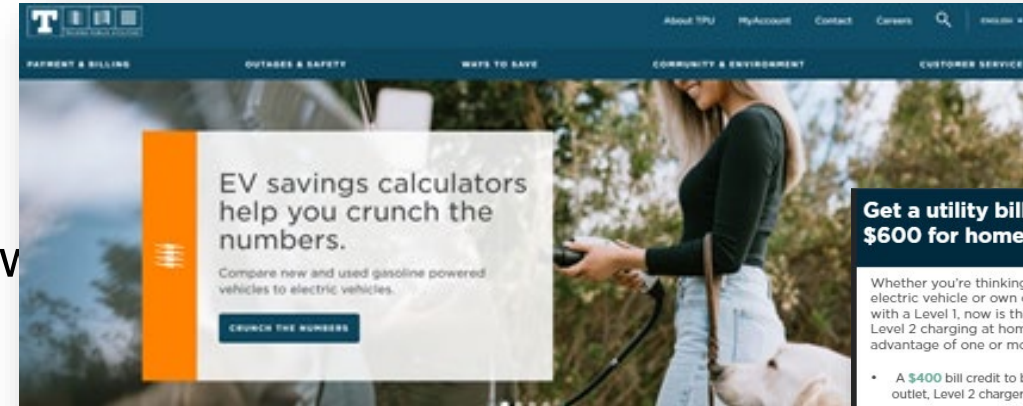 T
About TPU MyAccount Contact Careers ENGLISH
PAYMENT & BILLING OUTAGES & SAFETY WAYS TO SAVE COMMUNITY & ENVIRONMENT CUSTOMER SERVICE
EV savings calculators
help you crunch the
numbers.
Compare new and used gasoline powered
vehicles to electric vehicles.
CRUNCH THE NUMBERS
Get a utility bill
$600 for home
Whether you're thinking
electric vehicle or own
with a Level 1, now is th
Level 2 charging at hom
advantage of one or mo
• A $400 bill credit to b
outlet, Level 2 charger